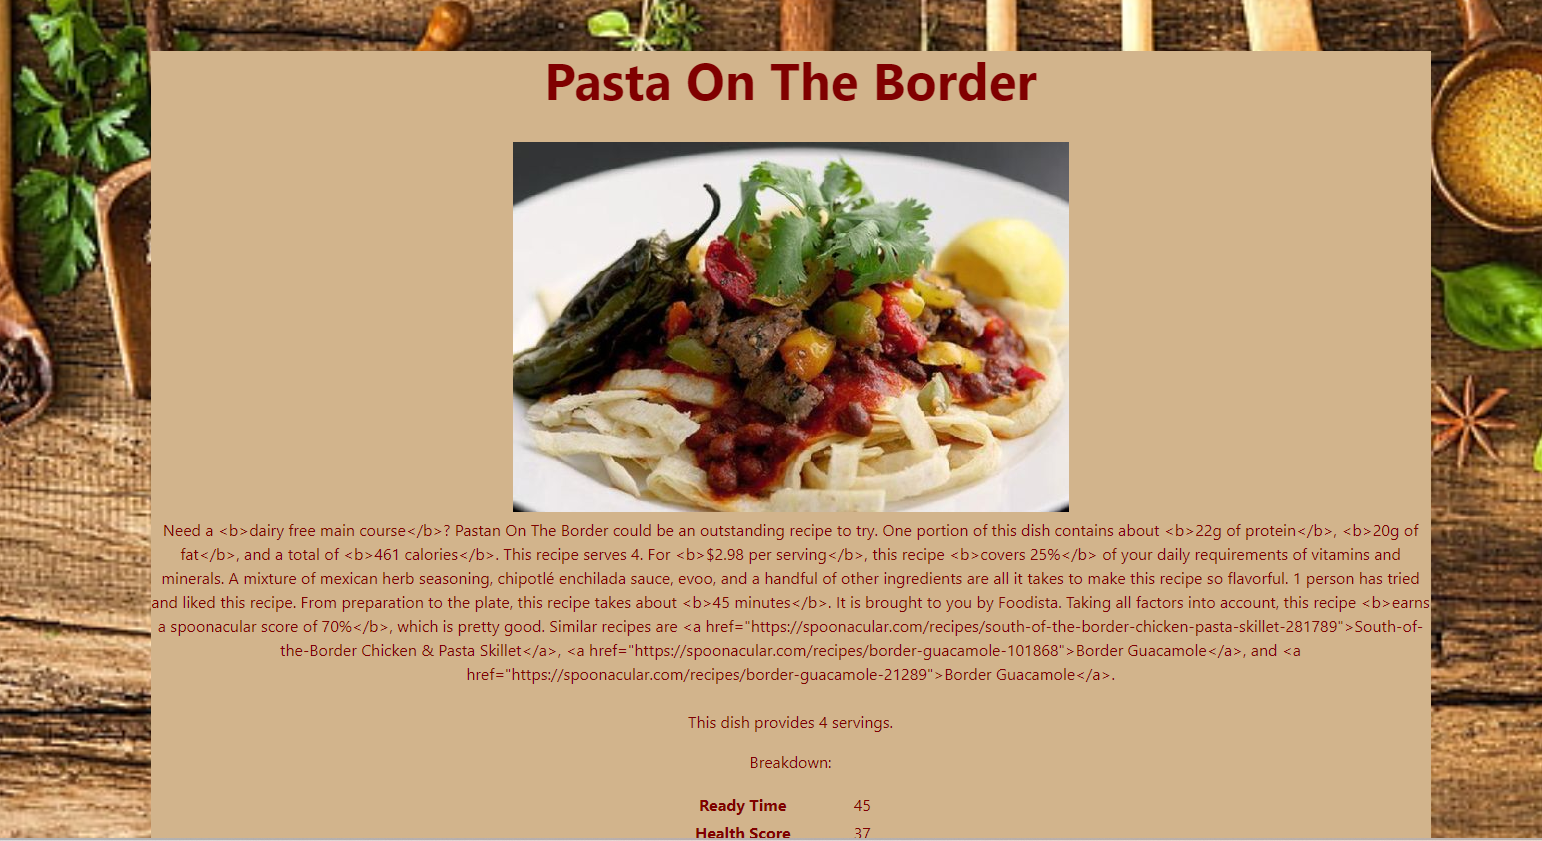 Pasta On The Border
Need a <b>dairy free main course</b>? Pastan On The Border could be an outstanding recipe to try. One portion of this dish contains about <b>22g of protein</b>, <b>20g of
fat</b>, and a total of <b>461 calories</b>. This recipe serves 4. For <b>$2.98 per serving</b>, this recipe <b>covers 25%</b> of your daily requirements of vitamins and
minerals. A mixture of mexican herb seasoning, chipotlé enchilada sauce, evoo, and a handful of other ingredients are all it takes to make this recipe so flavorful. 1 person has tried
and liked this recipe. From preparation to the plate, this recipe takes about <b>45 minutes</b>. It is brought to you by Foodista. Taking all factors into account, this recipe <b>earns
a spoonacular score of 70%</b>, which is pretty good. Similar recipes are <a href="https://spoonacular.com/recipes/south-of-the-border-chicken-pasta-skillet-281789">South-of-
the-Border Chicken & Pasta Skillet</a>, <a href="https://spoonacular.com/recipes/border-guacamole-101868">Border Guacamole</a>, and <a
href="https://spoonacular.com/recipes/border-guacamole-21289">Border Guacamole</a>.
This dish provides 4 servings.
Breakdown:
Ready Time 45
Health Score 37